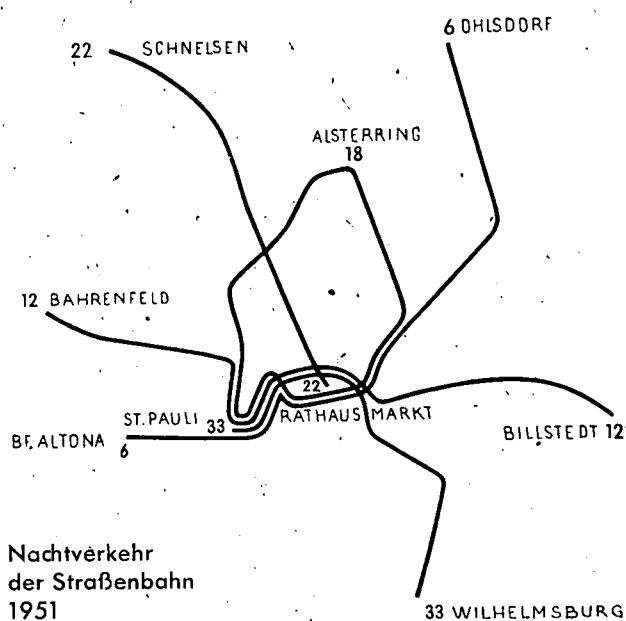 6 OHLSDORF
22 SCHNELSEN
ALSTERRING
18
12 BAHRENFELD
22
ST. PAULI 33 RATHAUSMARKT
BF. ALTONA 6
BILLSTEDT 12
Nachtverkehr
der Straßenbahn
1951
33 WILHELMSBURG